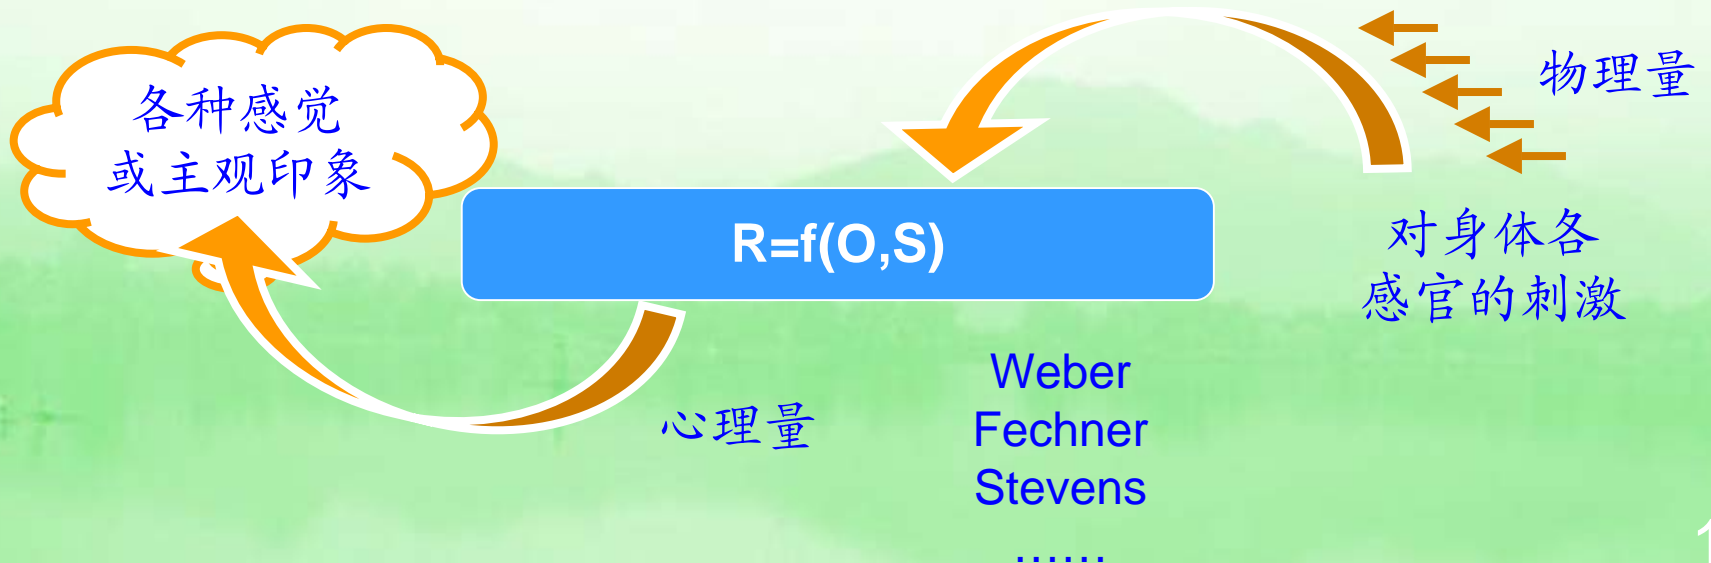 各种感觉
或主观印象
物理量
R=f(O,S)
对身体各
感官的刺激
心理量
Weber
Fechner
Stevens
……